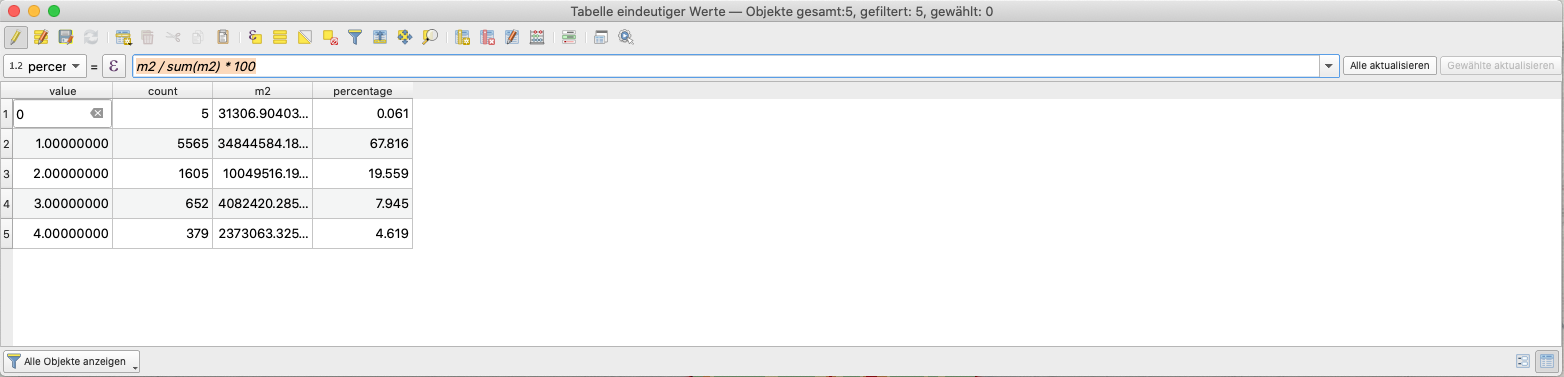 Tabelle eindeutiger Werte — Objekte gesamt:5, gefiltert: 5, gewählt: 0
1.2 percer = ε m2 / sum(m2) * 100 Alle aktualisieren Gewählte aktualisieren
value count m2 percentage
1 0 5 31306.90403... 0.061
2 1.00000000 5565 34844584.18... 67.816
3 2.00000000 1605 10049516.19... 19.559
4 3.00000000 652 4082420.285... 7.945
5 4.00000000 379 2373063.325... 4.619
Alle Objekte anzeigen